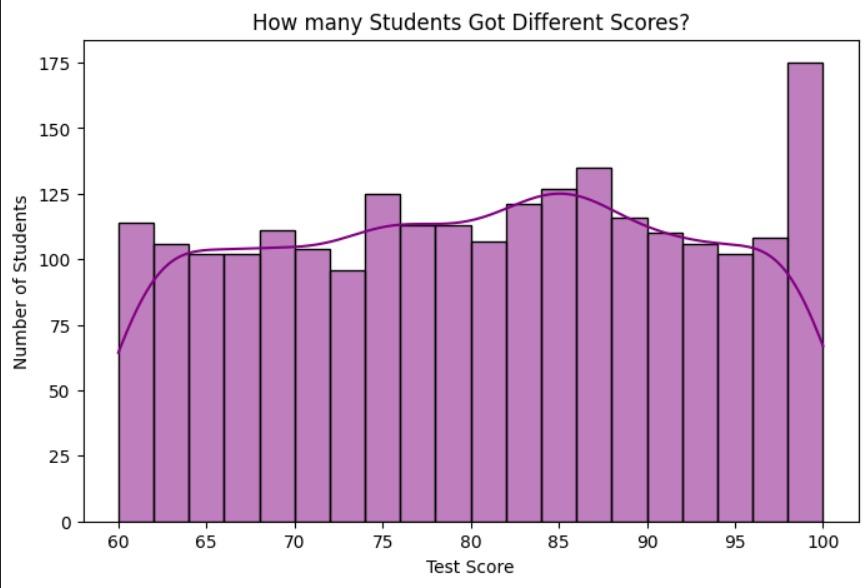 How many Students Got Different Scores?
175
150
125
100
75
50
25
0
Number of Students
60 65 70 75 80 85 90 95 100
Test Score